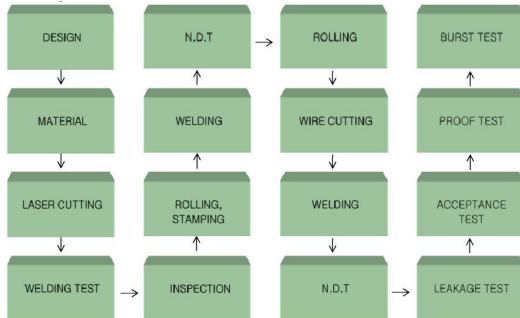 DESIGN
MATERIAL
LASER CUTTING
WELDING TEST
INSPECTION
ROLLING,
STAMPING
WELDING
N.D.T
ROLLING
WIRE CUTTING
WELDING
N.D.T
LEAKAGE TEST
ACCEPTANCE
TEST
PROOF TEST
BURST TEST